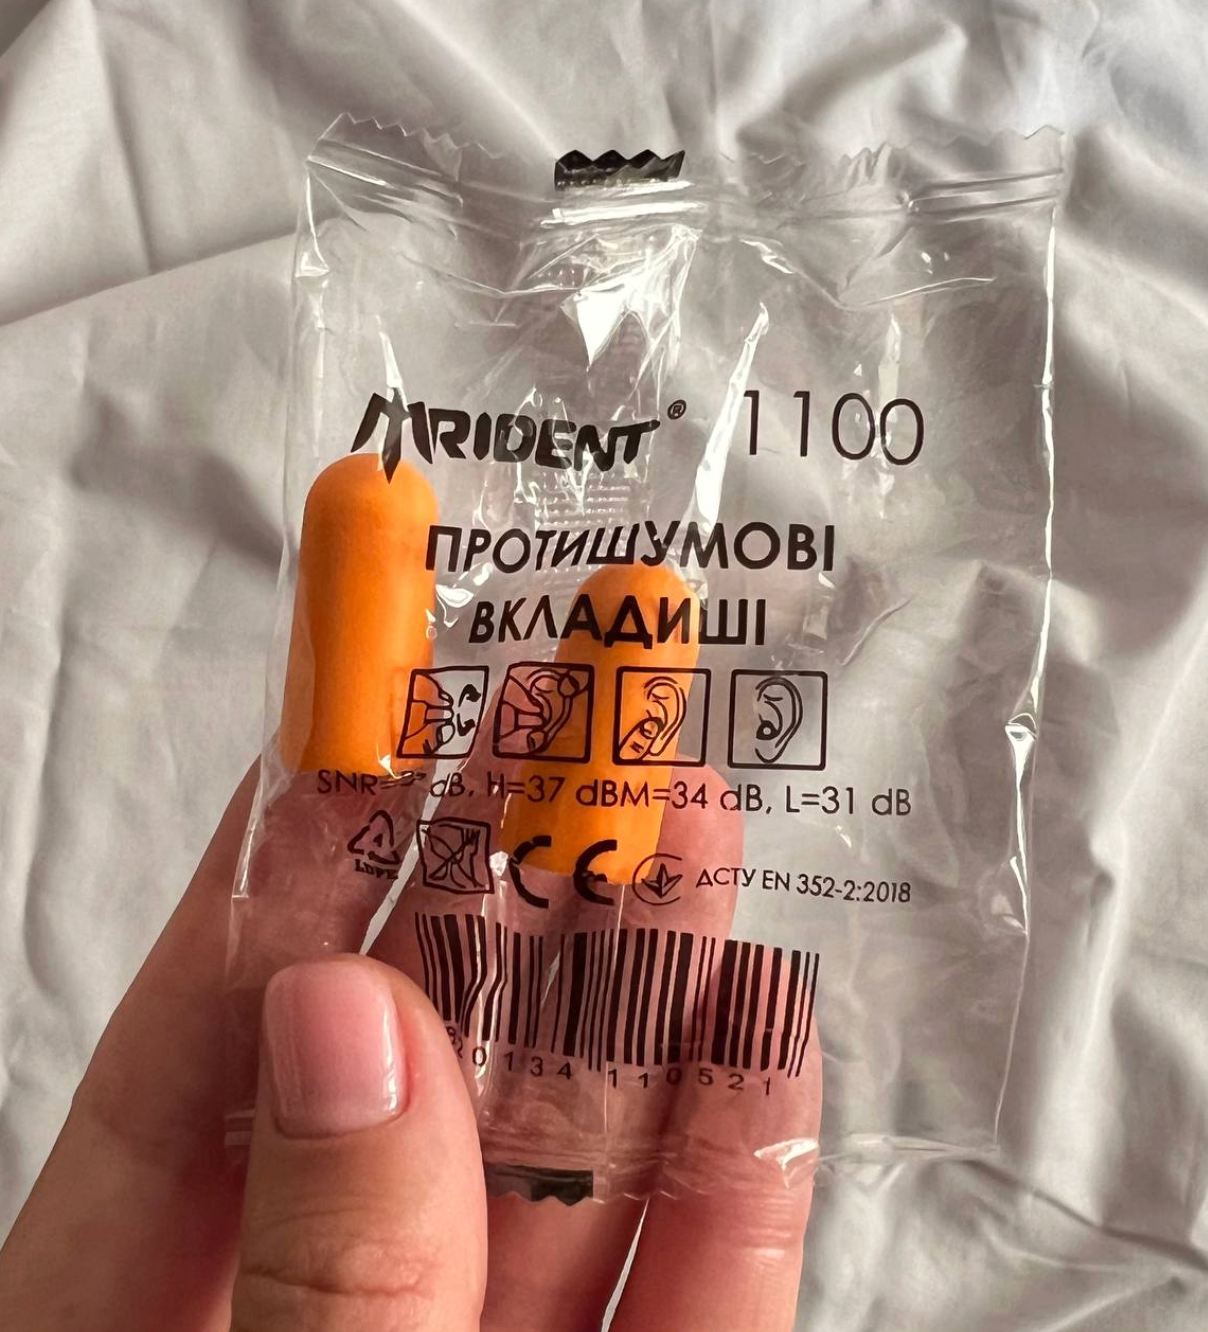 TRIDENT® 1100
ПРОТИШУМОВІ
ВКЛАДИШІ
dB, H=37 dBM=34 dB, L=31 dB
LDPE
CE ДСТУ EN 352-2:2018
820134 110521